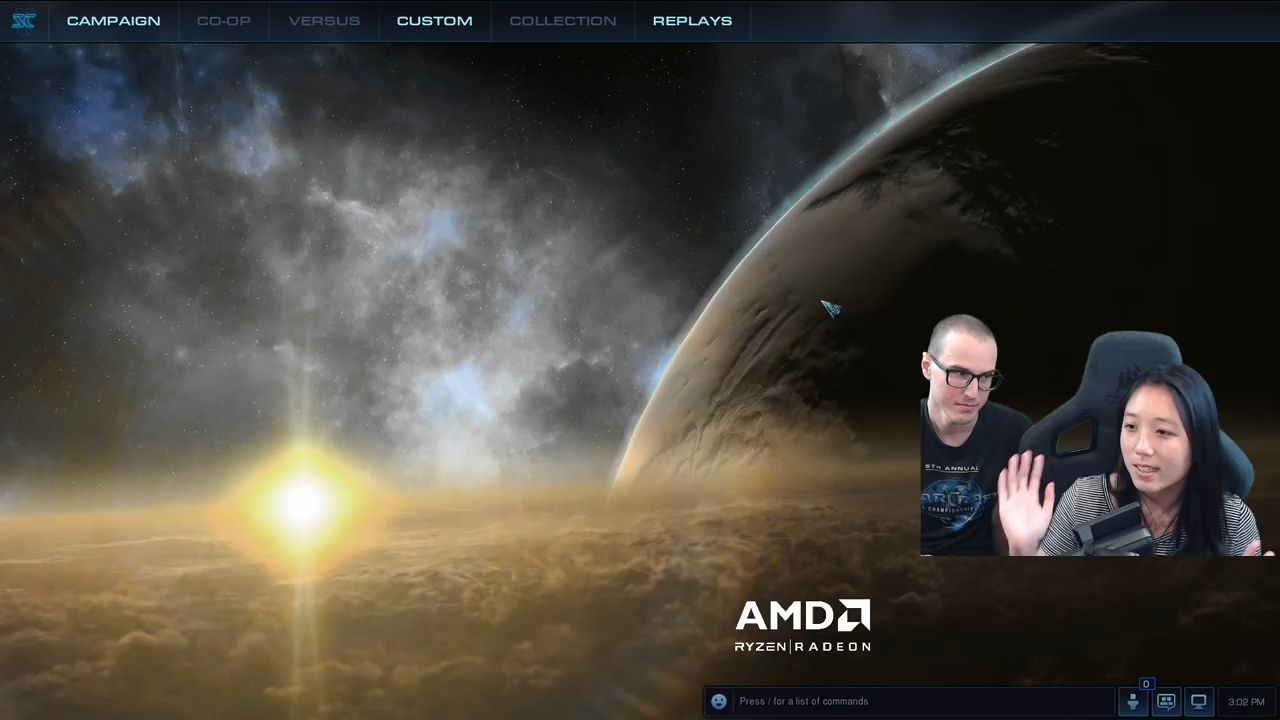 CAMPAIGN
CO-OP
VERSUS
CUSTOM
COLLECTION
REPLAYS
5TH ANNUAL
CHAMPIONSHIP
AMD
RYZEN | RADEON
0
Press / for a list of commands
3:02 PM